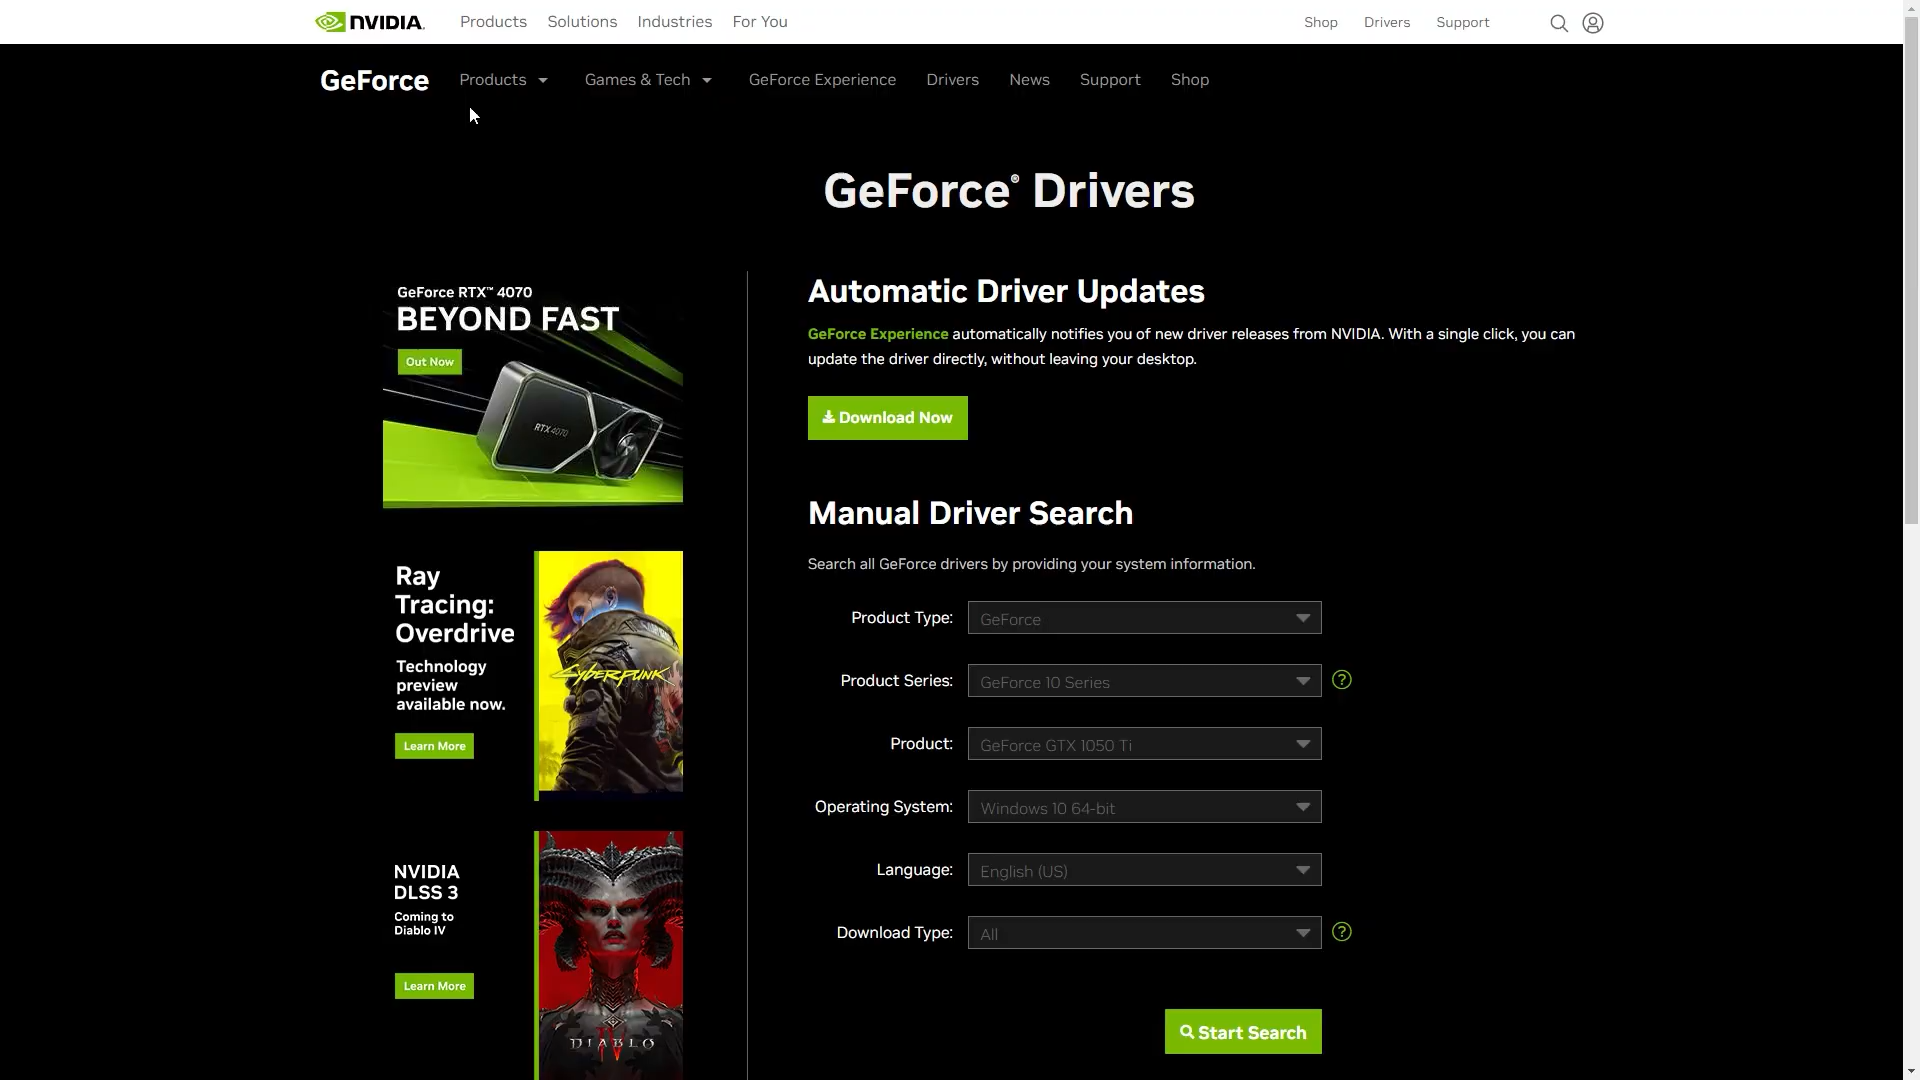 NVIDIA. Products Solutions Industries For You Shop Drivers Support
GeForce Products Games & Tech GeForce Experience Drivers News Support Shop
GeForce® Drivers
GeForce RTX™ 4070
BEYOND FAST
Out Now
RTX 4070
Ray
Tracing:
Overdrive
Technology
preview
available now.
Learn More
Cyberpunk
NVIDIA
DLSS 3
Coming to
Diablo IV
Learn More
IV
DIABLO
Automatic Driver Updates
GeForce Experience automatically notifies you of new driver releases from NVIDIA. With a single click, you can
update the driver directly, without leaving your desktop.
Download Now
Manual Driver Search
Search all GeForce drivers by providing your system information.
Product Type: GeForce
Product Series: GeForce 10 Series ?
Product: GeForce GTX 1050 Ti
Operating System: Windows 10 64-bit
Language: English (US)
Download Type: All ?
Start Search